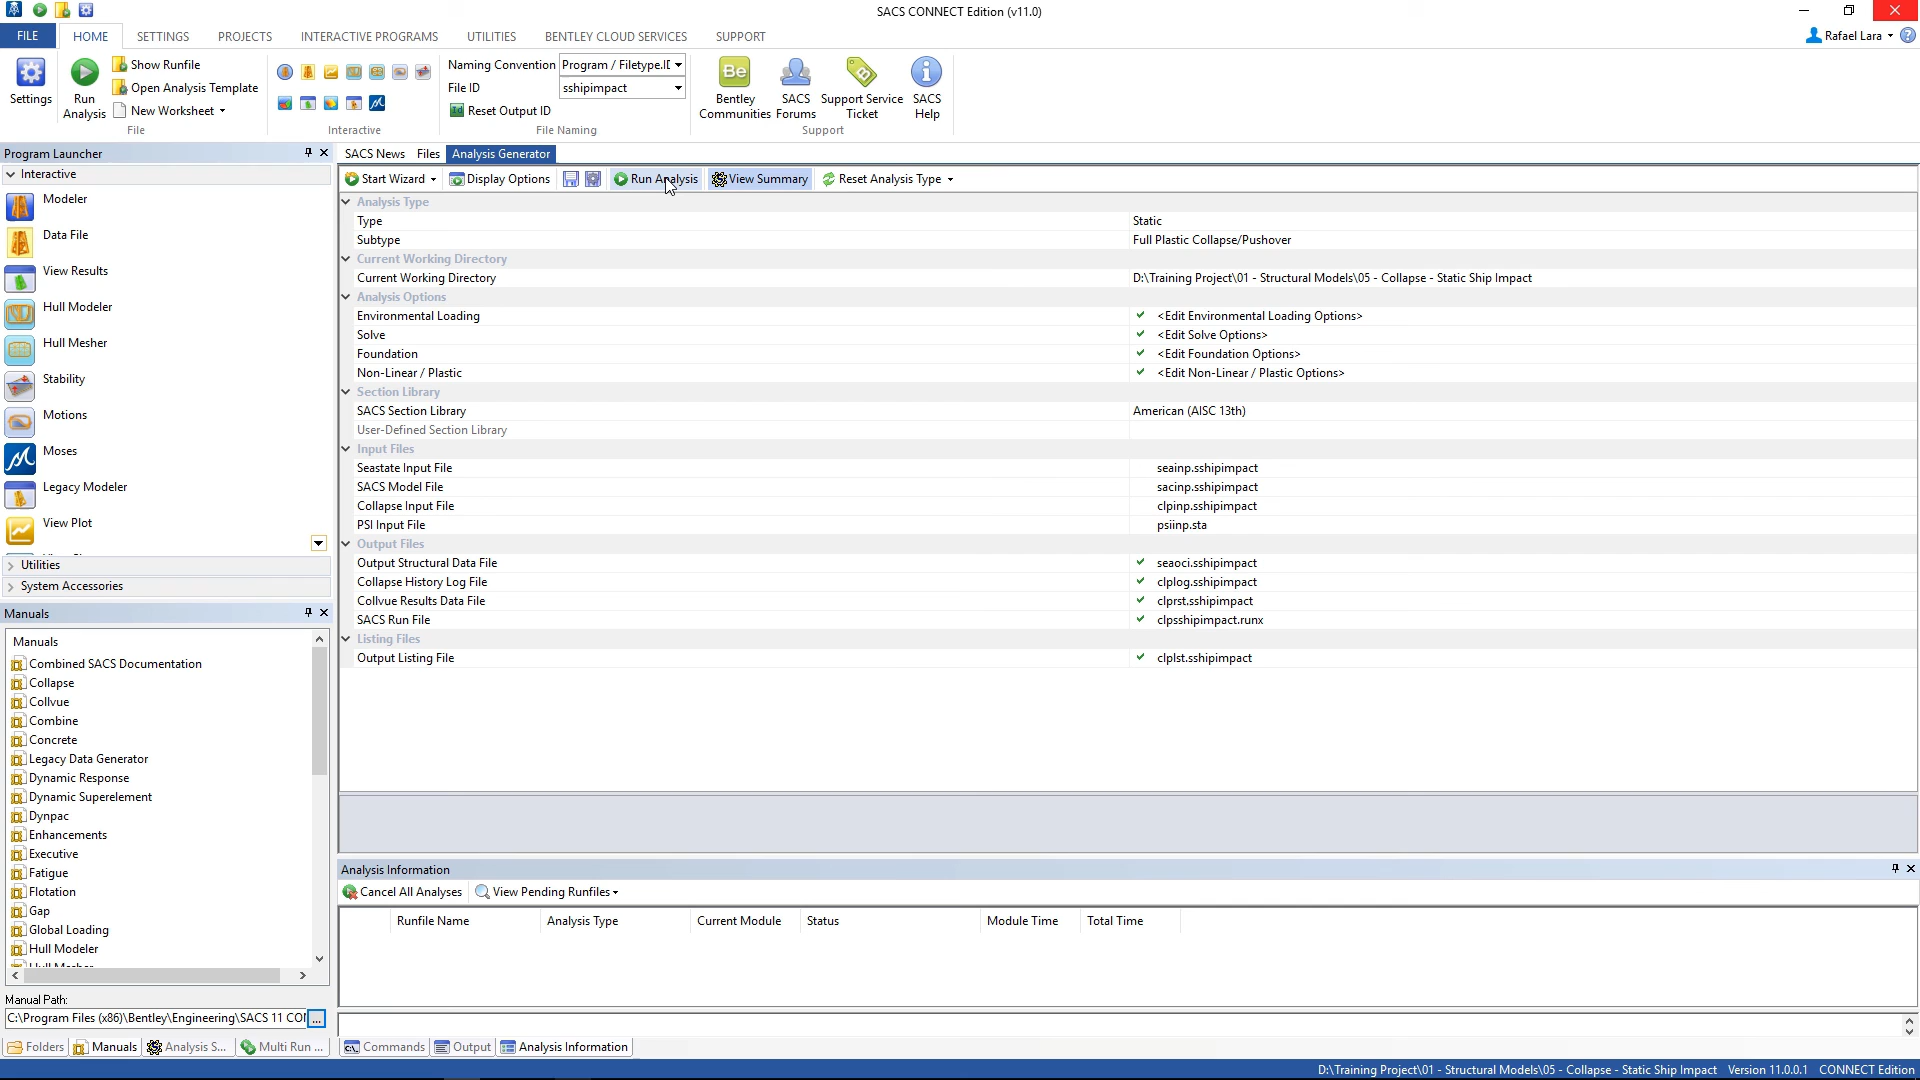 SACS CONNECT Edition (v11.0)
FILE HOME SETTINGS PROJECTS INTERACTIVE PROGRAMS UTILITIES BENTLEY CLOUD SERVICES SUPPORT Rafael Lara
Show Runfile
Open Analysis Template
New Worksheet
Settings
Run Analysis
File
Interactive
Naming Convention Program / Filetype.IE
File ID sshipimpact
Reset Output ID
File Naming
Be
Bentley Communities
SACS Forums
Support Service Ticket
SACS Help
Support
Program Launcher
Interactive
Modeler
Data File
View Results
Hull Modeler
Hull Mesher
Stability
Motions
Moses
Legacy Modeler
View Plot
Utilities
System Accessories
Manuals
Manuals
Combined SACS Documentation
Collapse
Collvue
Combine
Concrete
Legacy Data Generator
Dynamic Response
Dynamic Superelement
Dynpac
Enhancements
Executive
Fatigue
Flotation
Gap
Global Loading
Hull Modeler
Hull Mesher
Manual Path:
C:\Program Files (x86)\Bentley\Engineering\SACS 11 CO
...
Folders Manuals Analysis S... Multi Run ...
SACS News Files Analysis Generator
Start Wizard Display Options Run Analysis View Summary Reset Analysis Type
Analysis Type
Type Static
Subtype Full Plastic Collapse/Pushover
Current Working Directory
Current Working Directory D:\Training Project\01 - Structural Models\05 - Collapse - Static Ship Impact
Analysis Options
Environmental Loading <Edit Environmental Loading Options>
Solve <Edit Solve Options>
Foundation <Edit Foundation Options>
Non-Linear / Plastic <Edit Non-Linear / Plastic Options>
Section Library
SACS Section Library American (AISC 13th)
User-Defined Section Library
Input Files
Seastate Input File seainp.sshipimpact
SACS Model File sacinp.sshipimpact
Collapse Input File clpinp.sshipimpact
PSI Input File psiinp.sta
Output Files
Output Structural Data File seaoci.sshipimpact
Collapse History Log File clplog.sshipimpact
Collvue Results Data File clprst.sshipimpact
SACS Run File clpsshipimpact.runx
Listing Files
Output Listing File clplst.sshipimpact
Analysis Information
Cancel All Analyses View Pending Runfiles
Runfile Name Analysis Type Current Module Status Module Time Total Time
Commands Output Analysis Information
D:\Training Project\01 - Structural Models\05 - Collapse - Static Ship Impact Version 11.0.0.1 CONNECT Edition